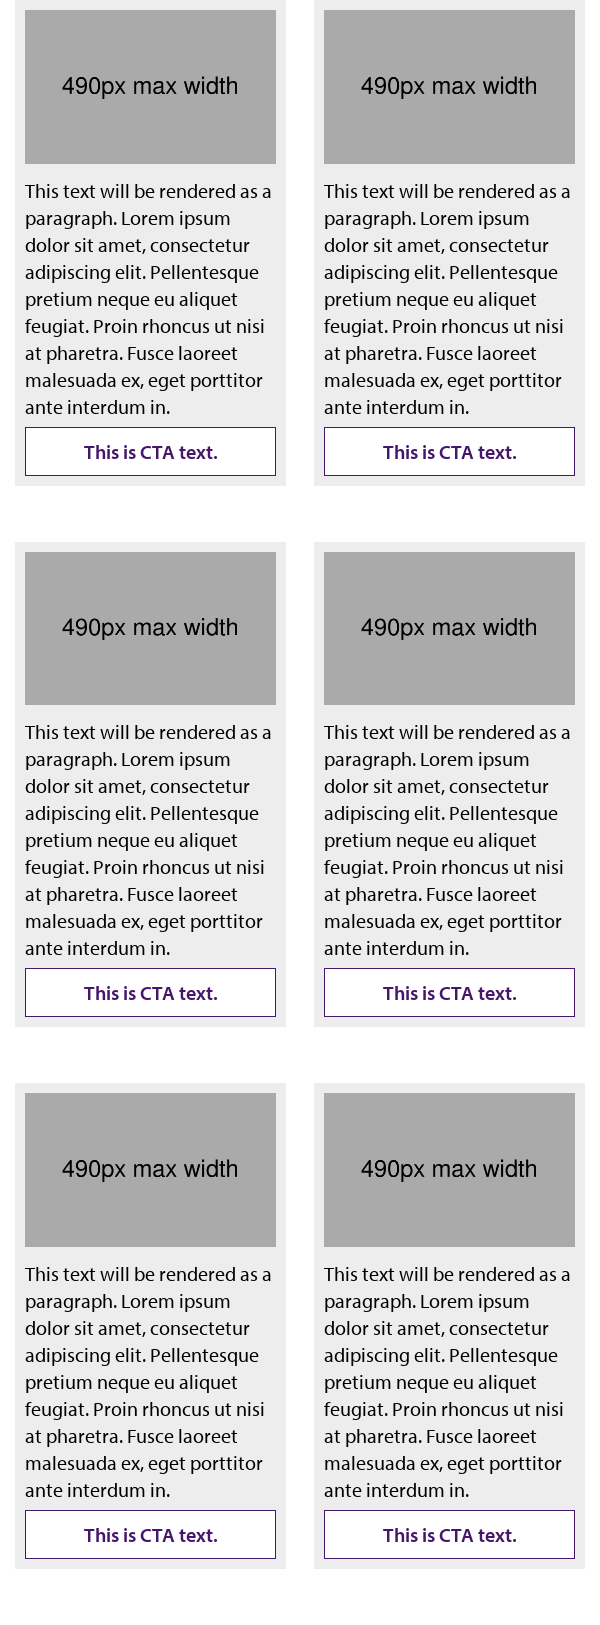 490px max width
This text will be rendered as a
paragraph. Lorem ipsum
dolor sit amet, consectetur
adipiscing elit. Pellentesque
pretium neque eu aliquet
feugiat. Proin rhoncus ut nisi
at pharetra. Fusce laoreet
malesuada ex, eget porttitor
ante interdum in.
This is CTA text.
490px max width
This text will be rendered as a
paragraph. Lorem ipsum
dolor sit amet, consectetur
adipiscing elit. Pellentesque
pretium neque eu aliquet
feugiat. Proin rhoncus ut nisi
at pharetra. Fusce laoreet
malesuada ex, eget porttitor
ante interdum in.
This is CTA text.
490px max width
This text will be rendered as a
paragraph. Lorem ipsum
dolor sit amet, consectetur
adipiscing elit. Pellentesque
pretium neque eu aliquet
feugiat. Proin rhoncus ut nisi
at pharetra. Fusce laoreet
malesuada ex, eget porttitor
ante interdum in.
This is CTA text.
490px max width
This text will be rendered as a
paragraph. Lorem ipsum
dolor sit amet, consectetur
adipiscing elit. Pellentesque
pretium neque eu aliquet
feugiat. Proin rhoncus ut nisi
at pharetra. Fusce laoreet
malesuada ex, eget porttitor
ante interdum in.
This is CTA text.
490px max width
This text will be rendered as a
paragraph. Lorem ipsum
dolor sit amet, consectetur
adipiscing elit. Pellentesque
pretium neque eu aliquet
feugiat. Proin rhoncus ut nisi
at pharetra. Fusce laoreet
malesuada ex, eget porttitor
ante interdum in.
This is CTA text.
490px max width
This text will be rendered as a
paragraph. Lorem ipsum
dolor sit amet, consectetur
adipiscing elit. Pellentesque
pretium neque eu aliquet
feugiat. Proin rhoncus ut nisi
at pharetra. Fusce laoreet
malesuada ex, eget porttitor
ante interdum in.
This is CTA text.